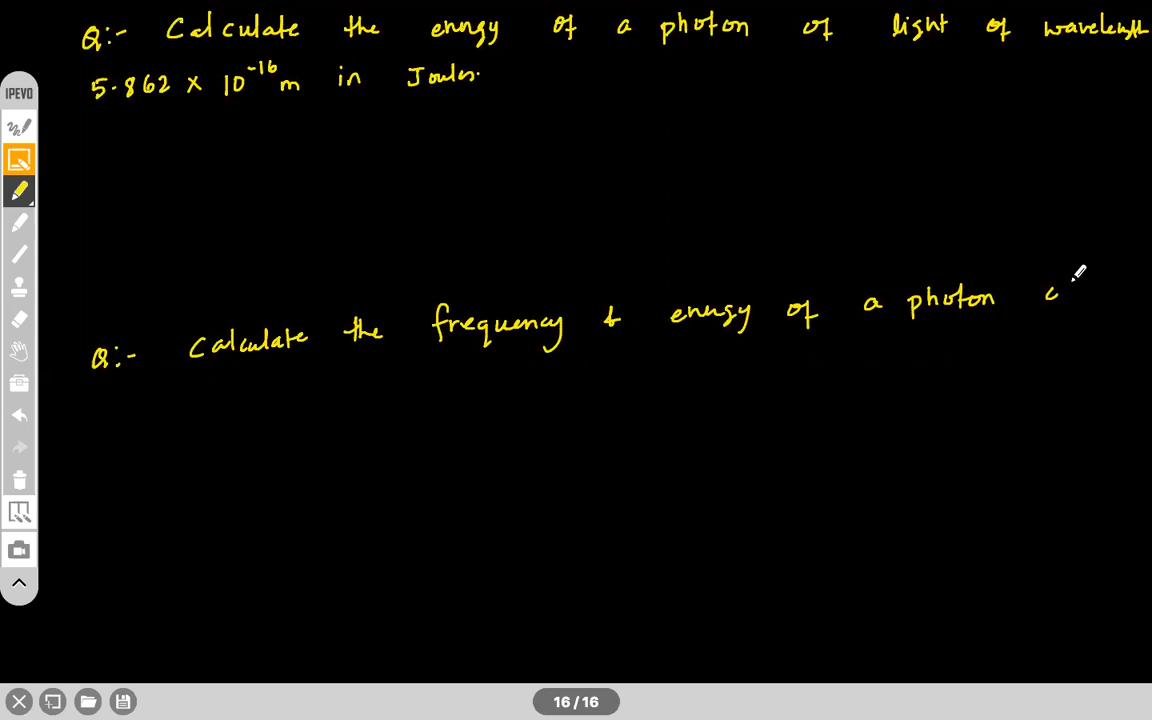 IPEVO
Q:- Calculate the energy of a photon of light of wavelength
5.862 × 10⁻¹⁶ m in Joules.
Q:- Calculate the frequency & energy of a photon
16 / 16